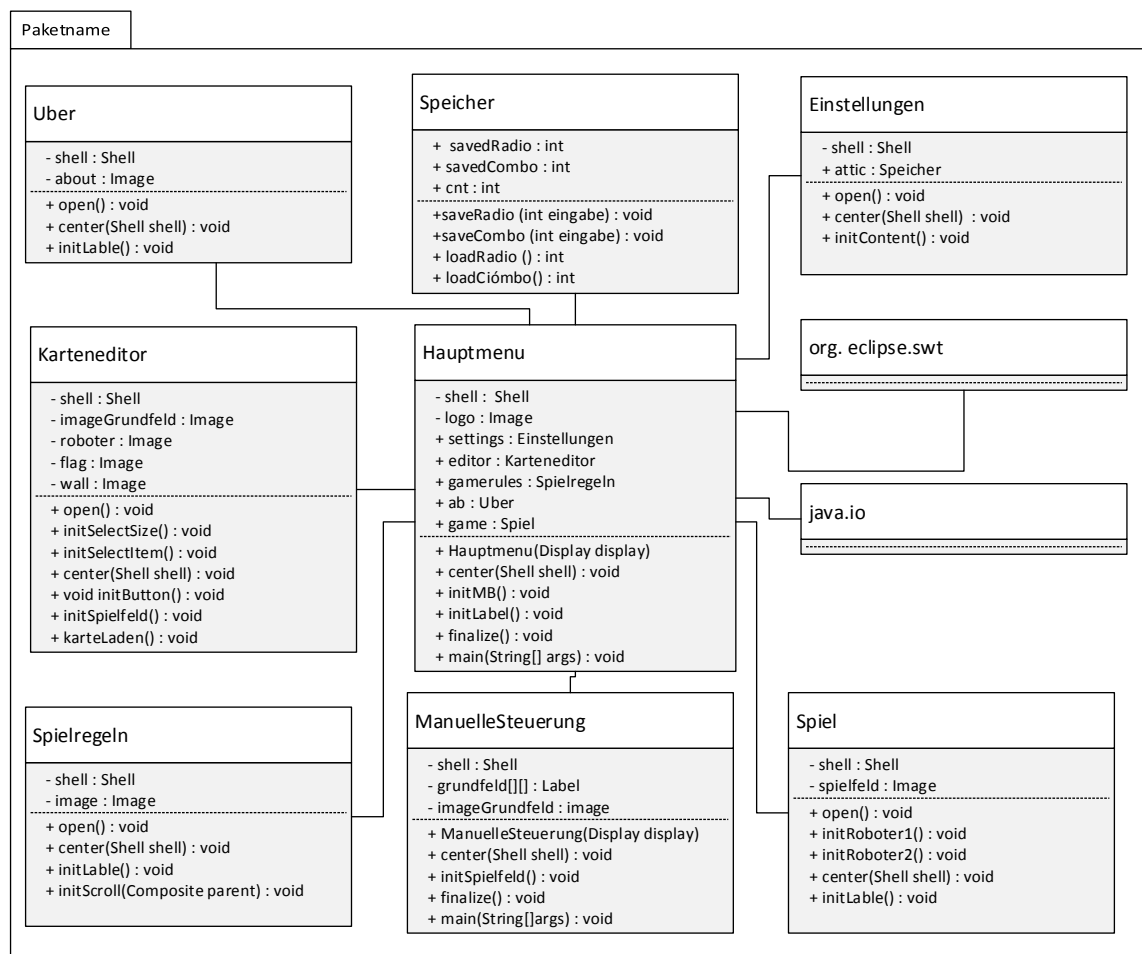 Paketname
Uber
- shell : Shell
- about : Image
+ open() : void
+ center(Shell shell) : void
+ initLable() : void
Speicher
+  savedRadio : int
+ savedCombo : int
+ cnt : int
+saveRadio (int eingabe) : void
+saveCombo (int eingabe) : void
+ loadRadio () : int
+ loadCiómbo() : int
Einstellungen
- shell : Shell
+ attic : Speicher
+ open() : void
+ center(Shell shell)  : void
+ initContent() : void
Karteneditor
- shell : Shell
- imageGrundfeld : Image
- roboter : Image
- flag : Image
- wall : Image
+ open() : void
+ initSelectSize() : void
+ initSelectItem() : void
+ center(Shell shell) : void
+ void initButton() : void
+ initSpielfeld() : void
+ karteLaden() : void
Hauptmenu
- shell :  Shell
- logo : Image
+ settings : Einstellungen
+ editor : Karteneditor
+ gamerules : Spielregeln
+ ab : Uber
+ game : Spiel
+ Hauptmenu(Display display)
+ center(Shell shell) : void
+ initMB() : void
+ initLabel() : void
+ finalize() : void
+ main(String[] args) : void
org. eclipse.swt
java.io
Spielregeln
- shell : Shell
- image : Image
+ open() : void
+ center(Shell shell) : void
+ initLable() : void
+ initScroll(Composite parent) : void
ManuelleSteuerung
- shell : Shell
- grundfeld[][] : Label
- imageGrundfeld : image
+ ManuelleSteuerung(Display display)
+ center(Shell shell) : void
+ initSpielfeld() : void
+ finalize() : void
+ main(String[]args) : void
Spiel
- shell : Shell
- spielfeld : Image
+ open() : void
+ initRoboter1() : void
+ initRoboter2() : void
+ center(Shell shell) : void
+ initLable() : void